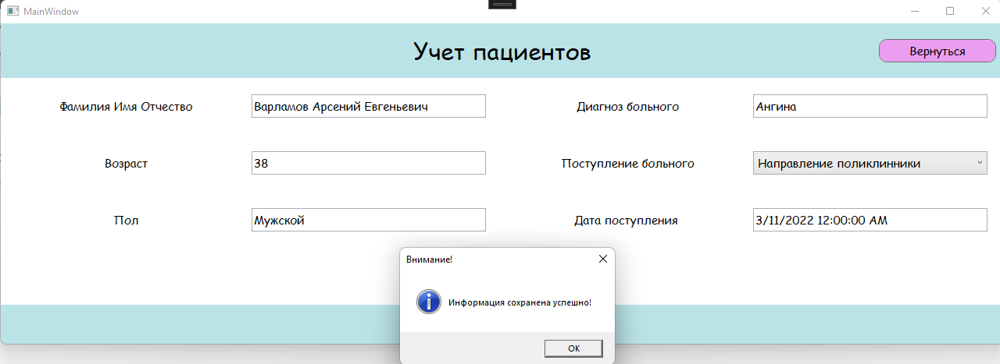 MainWindow
Учет пациентов
Вернуться
Фамилия Имя Отчество
Варламов Арсений Евгеньевич
Диагноз больного
Ангина
Возраст
38
Поступление больного
Направление поликлинники
Пол
Мужской
Дата поступления
3/11/2022 12:00:00 AM
Внимание!
Информация сохранена успешно!
OK